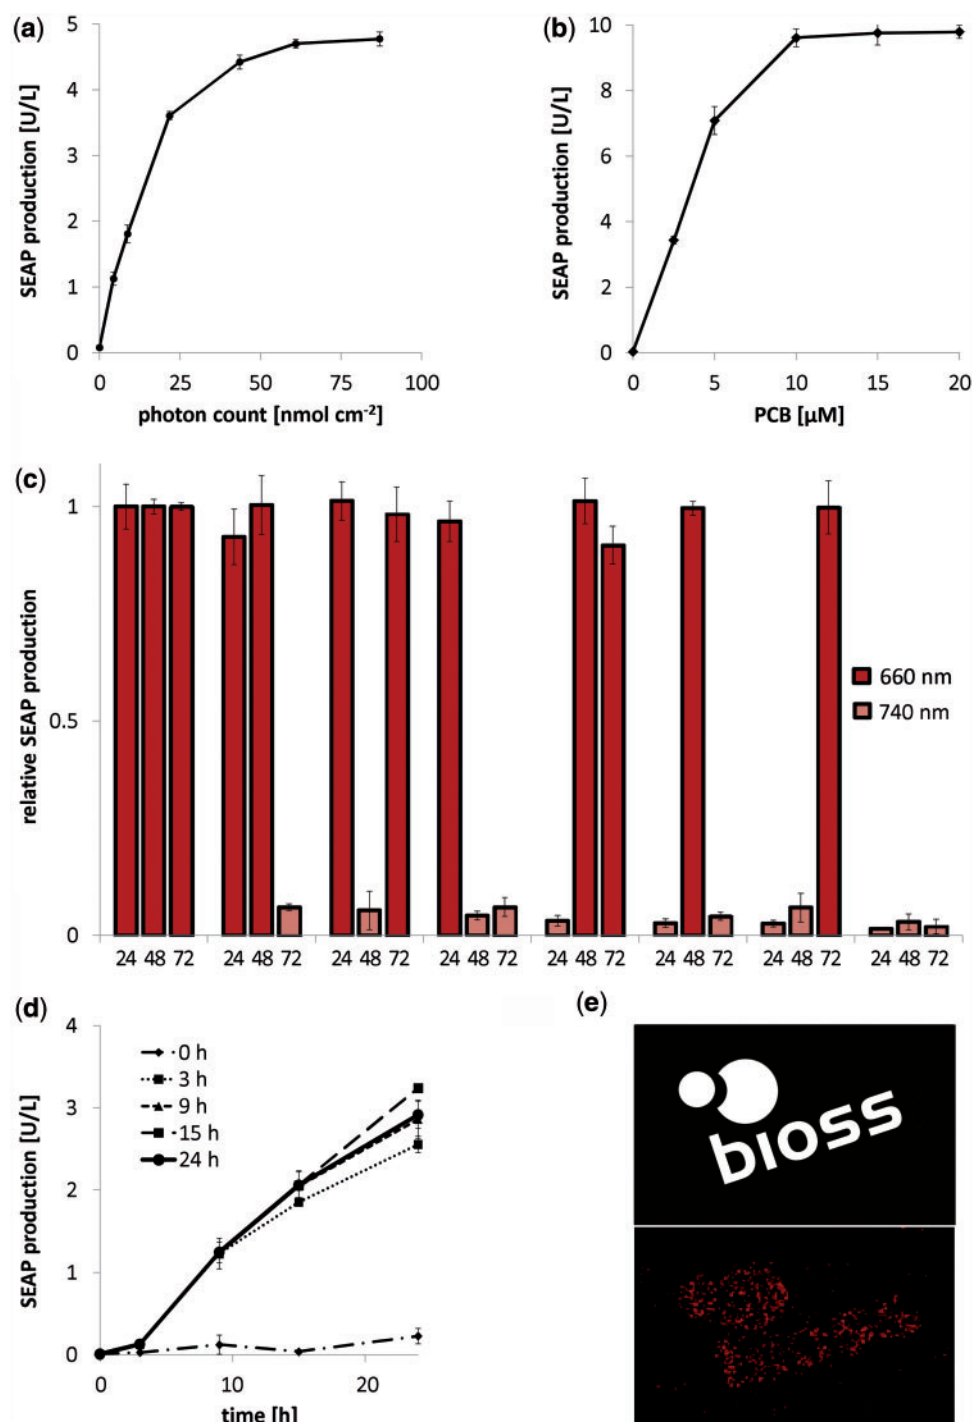 (a)
SEAP production [U/L]
5
4
3
2
1
0
0 25 50 75 100
photon count [nmol cm-2]
(b)
SEAP production [U/L]
10
8
6
4
2
0
0 5 10 15 20
PCB [µM]
(c)
relative SEAP production
1
0.5
0
660 nm
740 nm
24 48 72 24 48 72 24 48 72 24 48 72 24 48 72 24 48 72 24 48 72 24 48 72
(d)
SEAP production [U/L]
4
3
2
1
0
0 h
3 h
9 h
15 h
24 h
0 10 20
time [h]
(e)
bioss